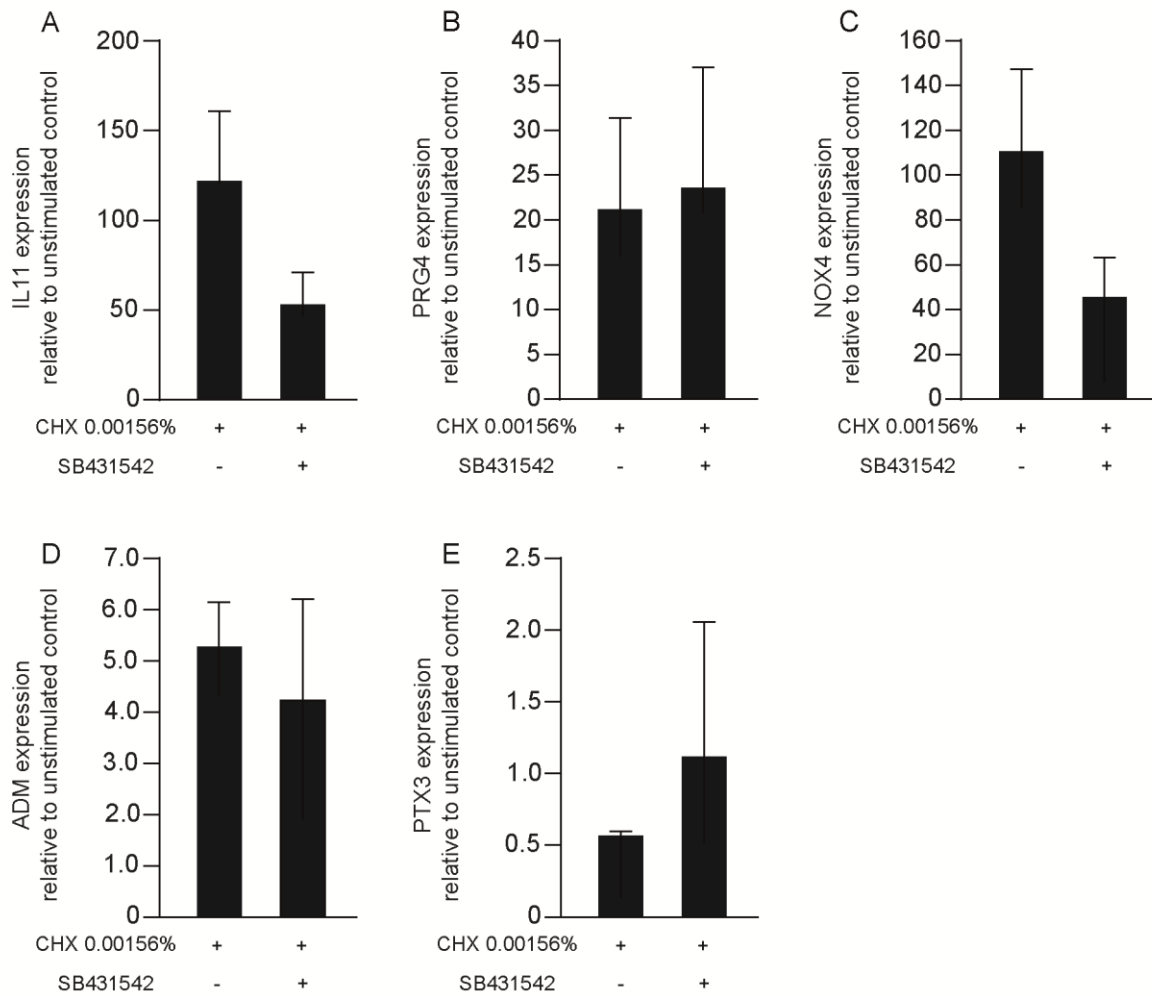 A
IL11 expression
relative to unstimulated control
200
150
100
50
0
CHX 0.00156% + +
SB431542 - +
B
PRG4 expression
relative to unstimulated control
40
35
30
25
20
15
10
5
0
CHX 0.00156% + +
SB431542 - +
C
NOX4 expression
relative to unstimulated control
160
140
120
100
80
60
40
20
0
CHX 0.00156% + +
SB431542 - +
D
ADM expression
relative to unstimulated control
7.0
6.0
5.0
4.0
3.0
2.0
1.0
0
CHX 0.00156% + +
SB431542 - +
E
PTX3 expression
relative to unstimulated control
2.5
2.0
1.5
1.0
0.5
0
CHX 0.00156% + +
SB431542 - +